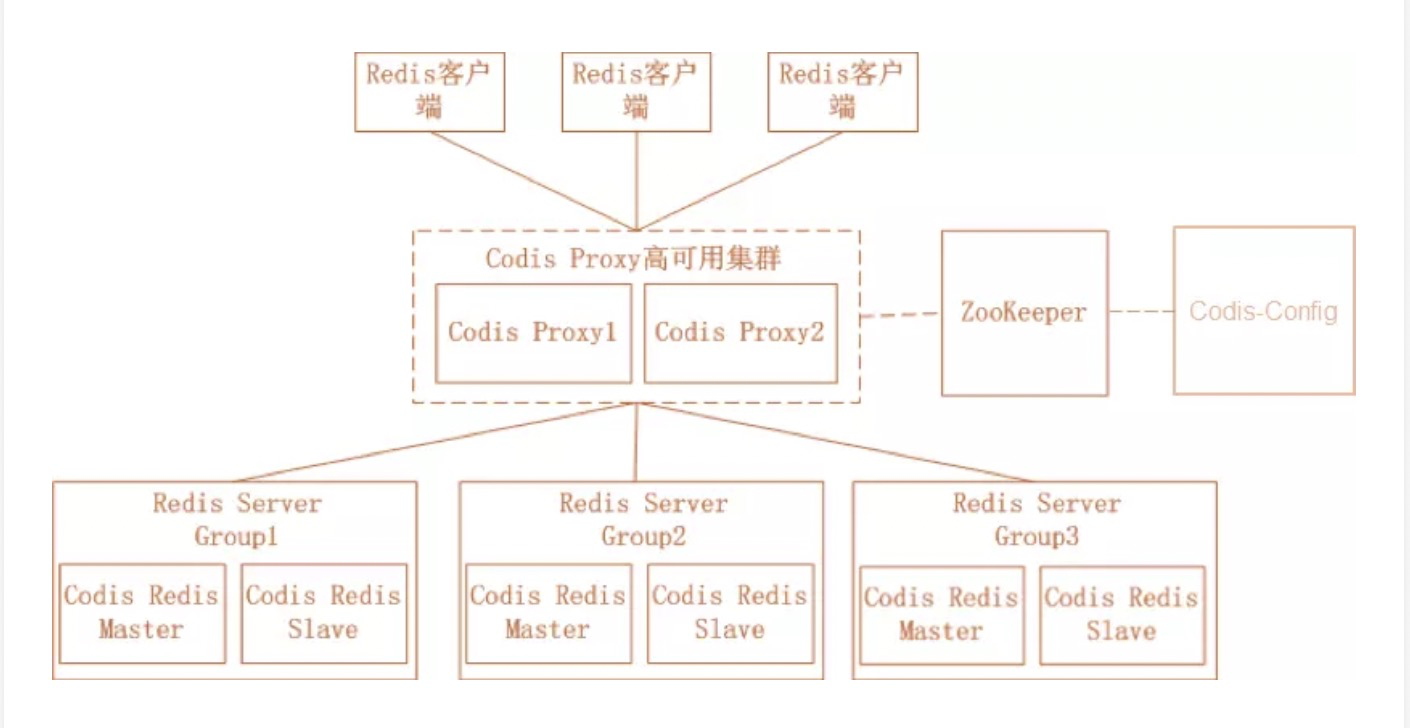 Redis客户
端
Redis客户
端
Redis客户
端
Codis Proxy高可用集群
Codis Proxy1
Codis Proxy2
ZooKeeper
Codis-Config
Redis Server
Group1
Codis Redis
Master
Codis Redis
Slave
Redis Server
Group2
Codis Redis
Master
Codis Redis
Slave
Redis Server
Group3
Codis Redis
Master
Codis Redis
Slave